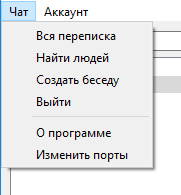 Чат Аккаунт
Вся переписка
Найти людей
Создать беседу
Выйти
О программе
Изменить порты